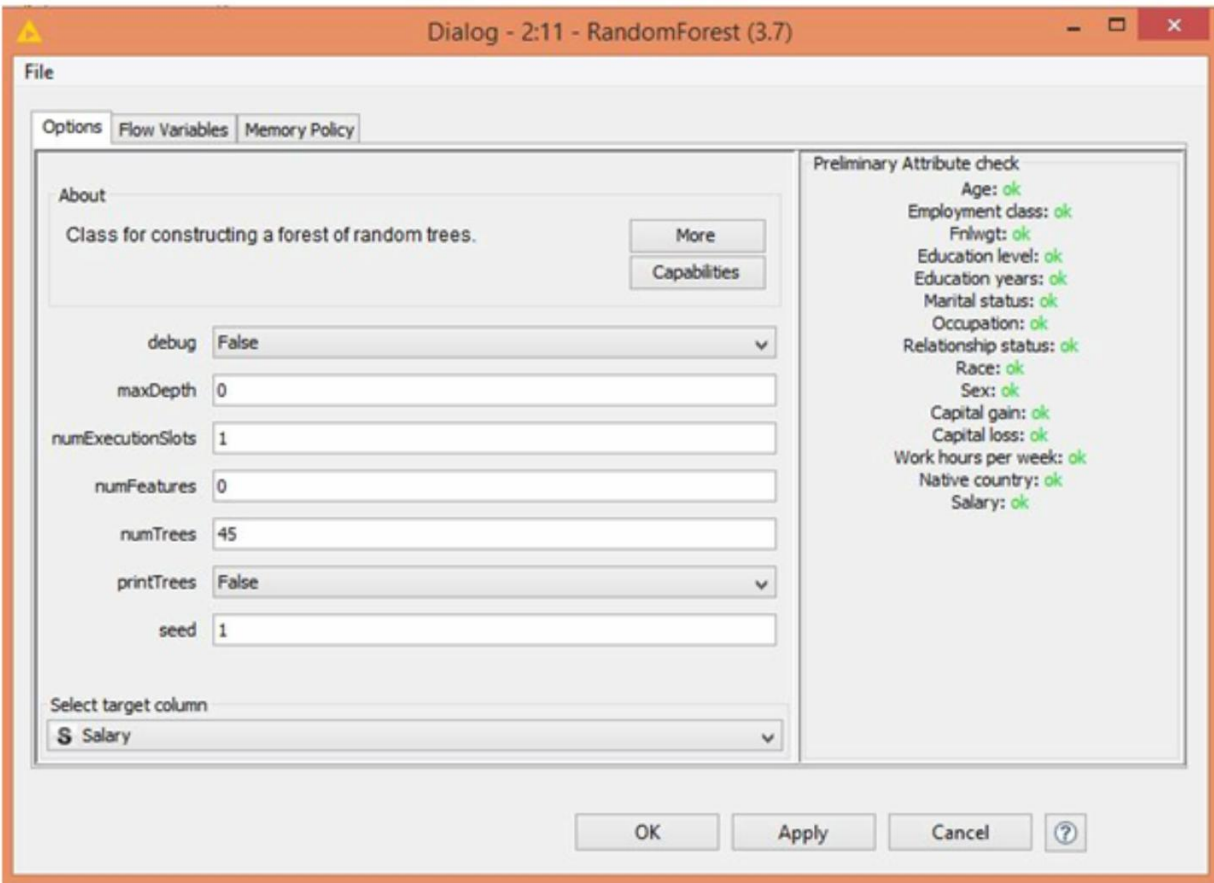 Dialog - 2:11 - RandomForest (3.7)
File
Options Flow Variables Memory Policy
About
Class for constructing a forest of random trees.
More
Capabilities
debug False
maxDepth 0
numExecutionSlots 1
numFeatures 0
numTrees 45
printTrees False
seed 1
Select target column
S Salary
Preliminary Attribute check
Age: ok
Employment class: ok
Fnlwgt: ok
Education level: ok
Education years: ok
Marital status: ok
Occupation: ok
Relationship status: ok
Race: ok
Sex: ok
Capital gain: ok
Capital loss: ok
Work hours per week: ok
Native country: ok
Salary: ok
OK Apply Cancel ?